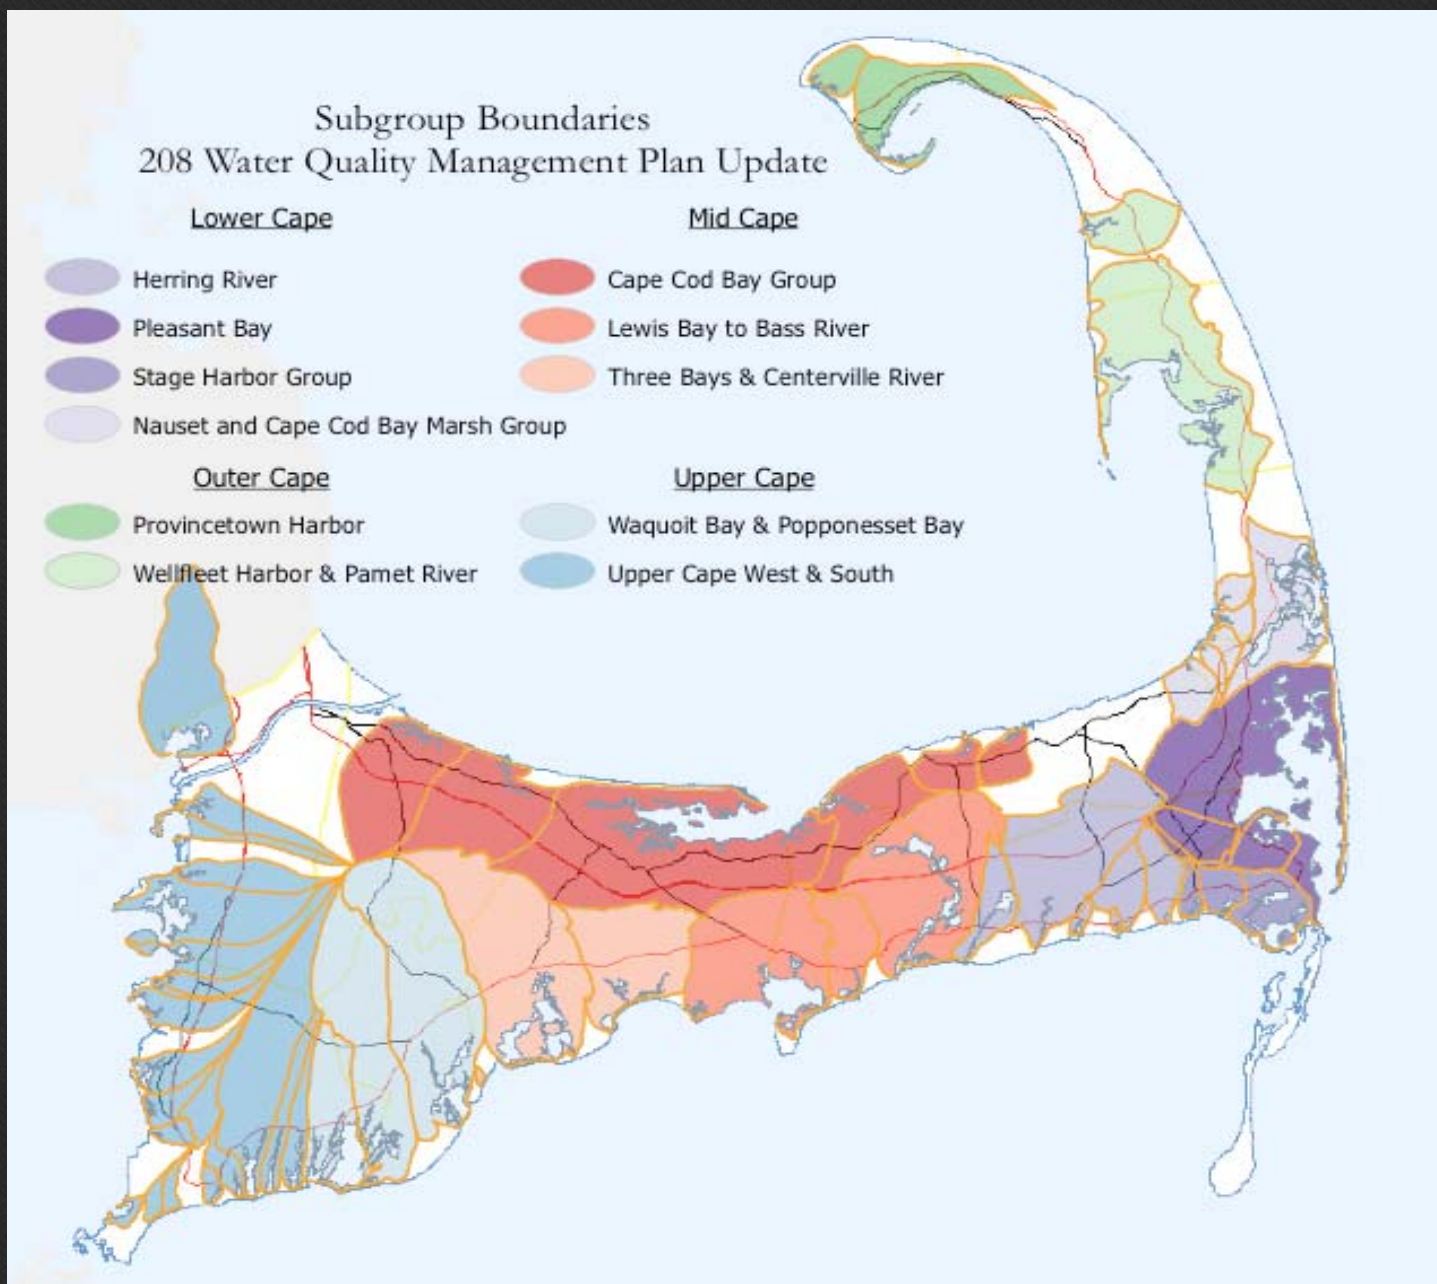 Subgroup Boundaries
208 Water Quality Management Plan Update
Lower Cape
Herring River
Pleasant Bay
Stage Harbor Group
Nauset and Cape Cod Bay Marsh Group
Mid Cape
Cape Cod Bay Group
Lewis Bay to Bass River
Three Bays & Centerville River
Outer Cape
Provincetown Harbor
Wellfleet Harbor & Pamet River
Upper Cape
Waquoit Bay & Popponesset Bay
Upper Cape West & South